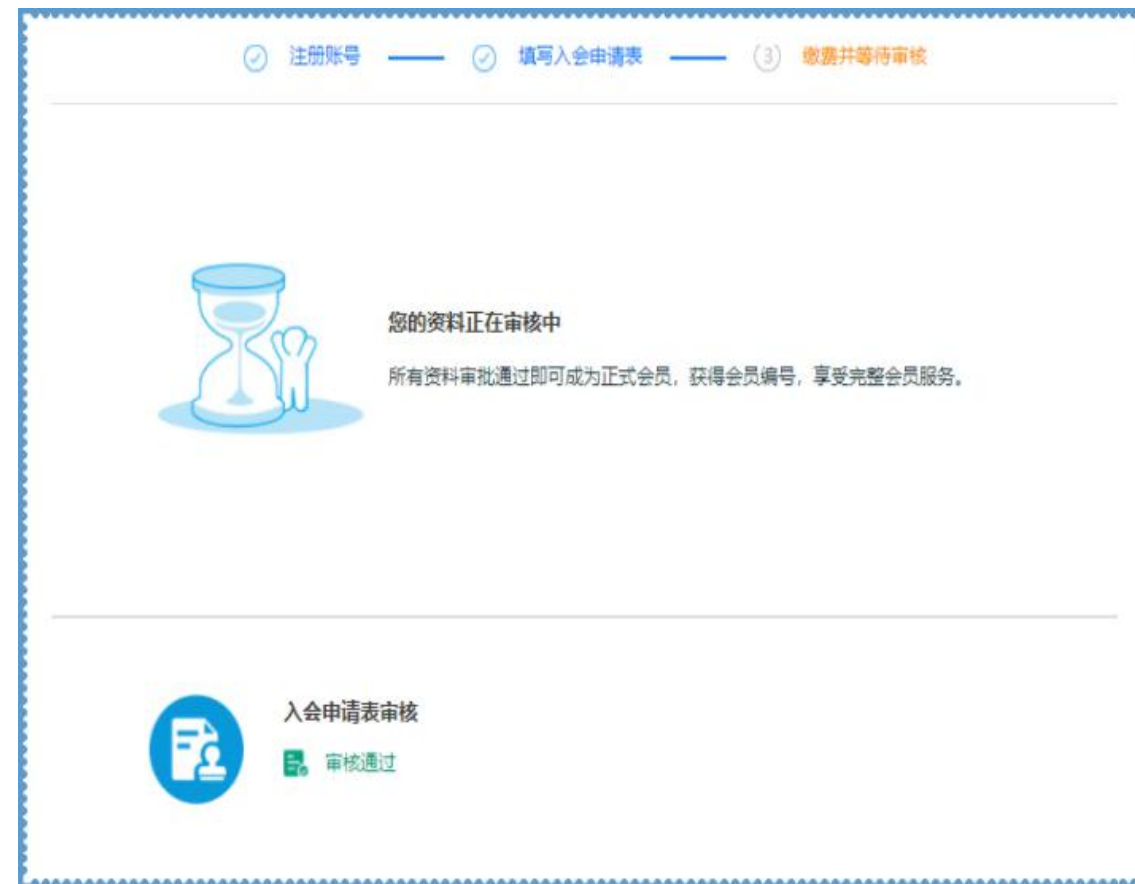 注册账号 填写入会申请表 3 缴费并等待审核
您的资料正在审核中
所有资料审批通过即可成为正式会员，获得会员编号，享受完整会员服务。
入会申请表审核
审核通过